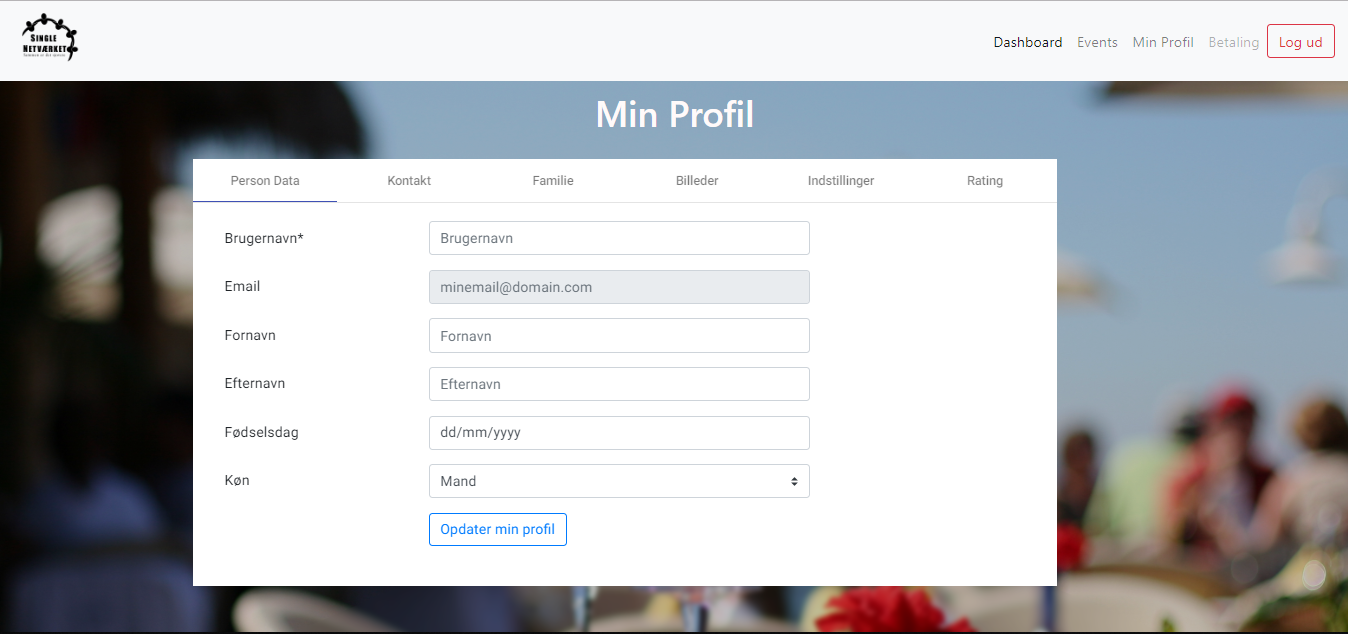 SINGLE
NETVÆRKET
Dashboard Events Min Profil Betaling Log ud
Min Profil
Person Data Kontakt Familie Billeder Indstillinger Rating
Brugernavn* Brugernavn
Email minemail@domain.com
Fornavn Fornavn
Efternavn Efternavn
Fødselsdag dd/mm/yyyy
Køn Mand
Opdater min profil